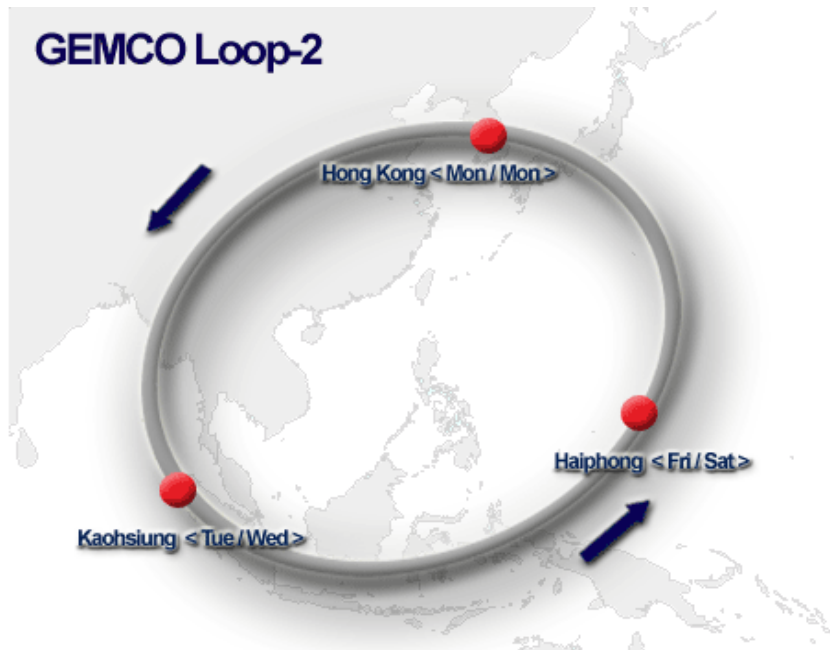 GEMCO Loop-2
Hong Kong < Mon / Mon >
Haiphong < Fri / Sat >
Kaohsiung < Tue / Wed >